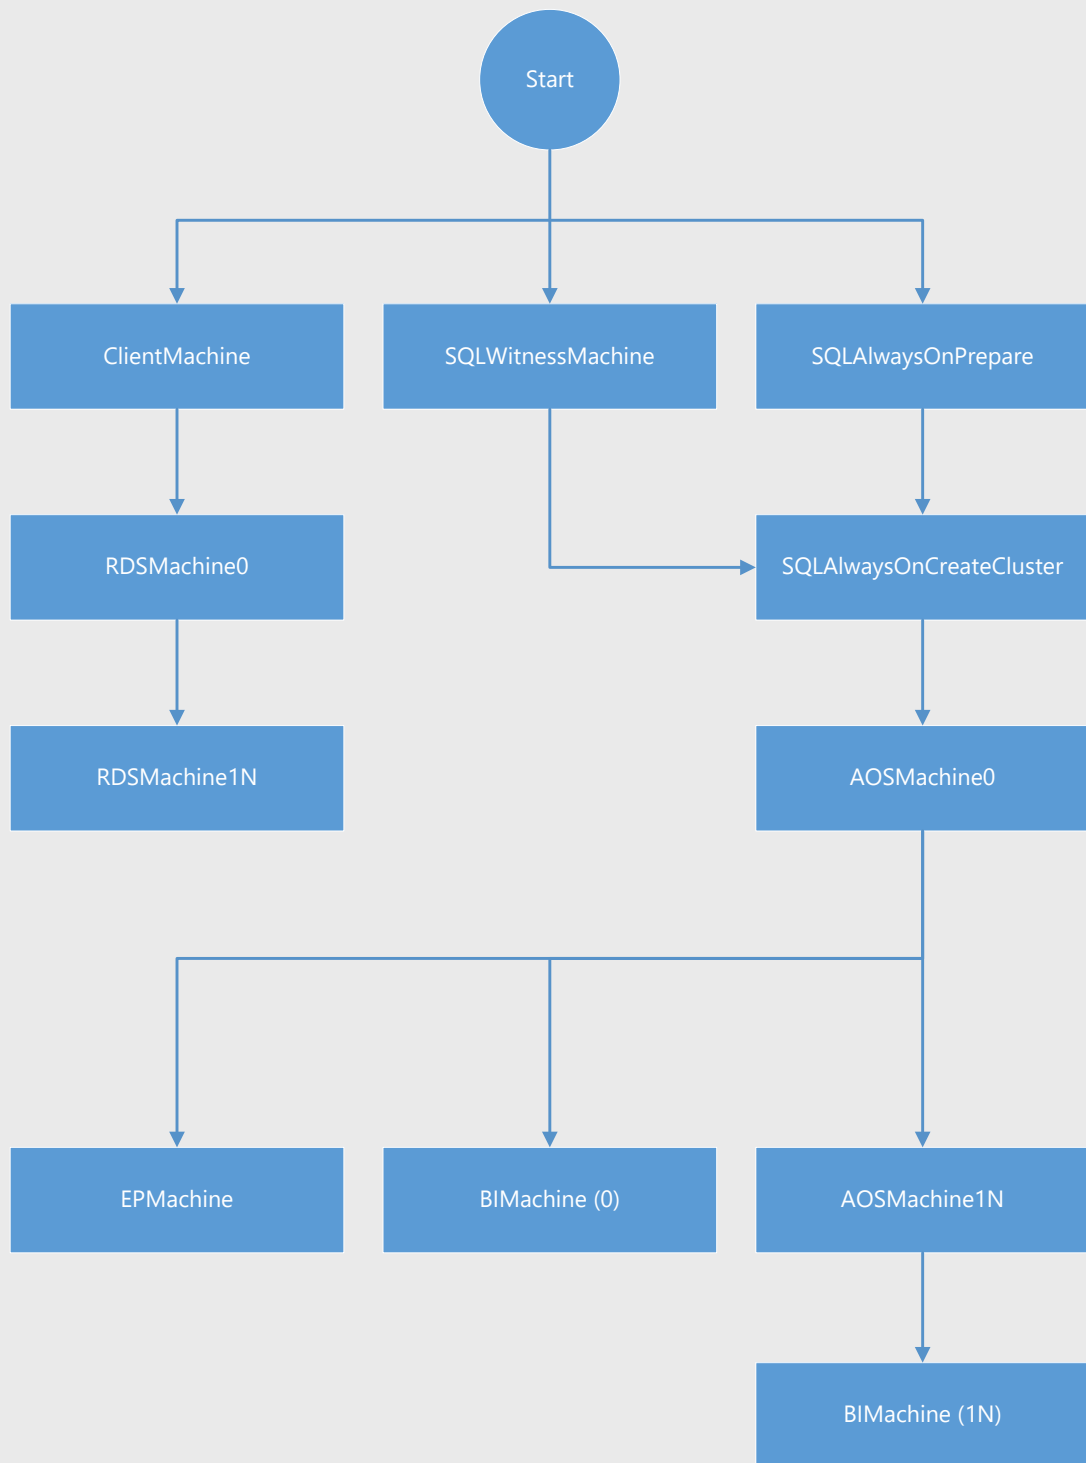 Start
ClientMachine
SQLWitnessMachine
SQLAlwaysOnPrepare
RDSMachine0
SQLAlwaysOnCreateCluster
RDSMachine1N
AOSMachine0
EPMachine
BIMachine (0)
AOSMachine1N
BIMachine (1N)